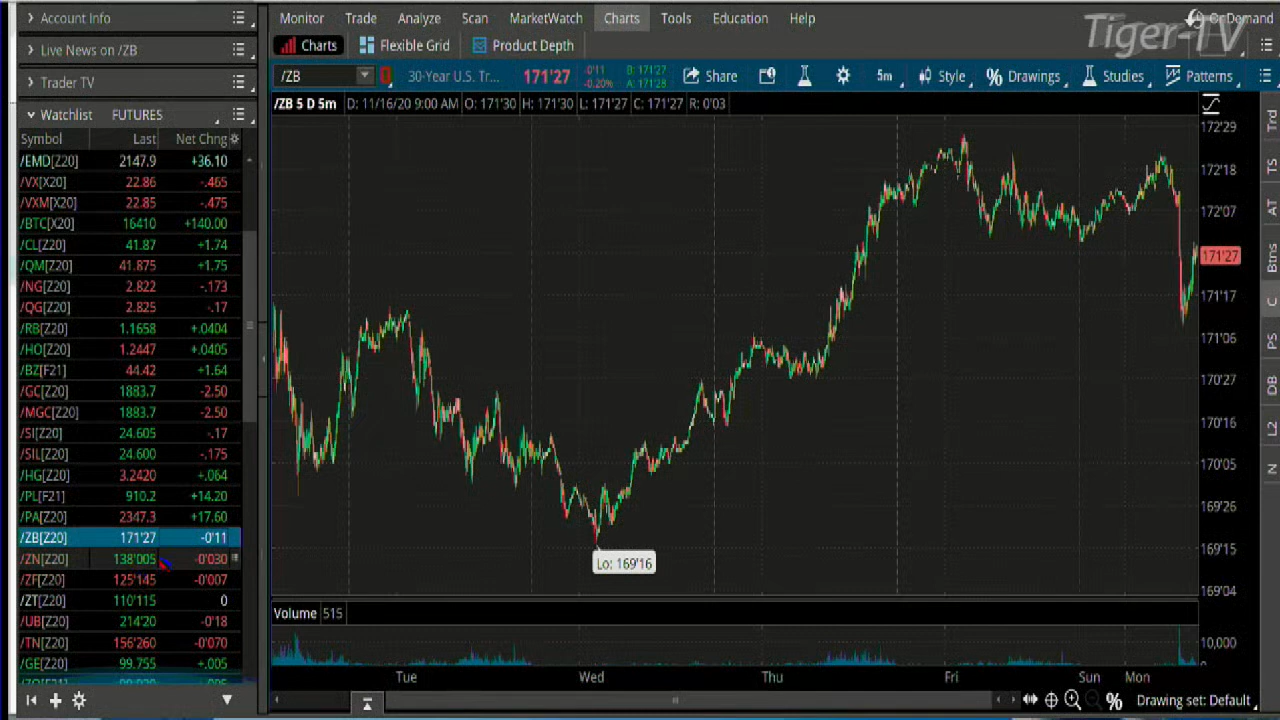 Account Info
Live News on /ZB
Trader TV
Watchlist FUTURES
Symbol Last Net Chng
/EMD[Z20] 2147.9 +36.10
/VX[X20] 22.86 -.465
/VXM[X20] 22.85 -.475
/BTC[X20] 16410 +140.00
/CL[Z20] 41.87 +1.74
/QM[Z20] 41.875 +1.75
/NG[Z20] 2.822 -.173
/QG[Z20] 2.825 -.17
/RB[Z20] 1.1658 +.0404
/HO[Z20] 1.2447 +.0405
/BZ[F21] 44.42 +1.64
/GC[Z20] 1883.7 -2.50
/MGC[Z20] 1883.7 -2.50
/SI[Z20] 24.605 -.17
/SIL[Z20] 24.600 -.175
/HG[Z20] 3.2420 +.064
/PL[F21] 910.2 +14.20
/PA[Z20] 2347.3 +17.60
/ZB[Z20] 171'27 -0'11
/ZN[Z20] 138'005 -0'030
/ZF[Z20] 125'145 -0'007
/ZT[Z20] 110'115 0
/UB[Z20] 214'20 -0'18
/TN[Z20] 156'260 -0'070
/GE[Z20] 99.755 +.005
Monitor Trade Analyze Scan MarketWatch Charts Tools Education Help
Tiger-TV
OnDemand
Charts Flexible Grid Product Depth
/ZB 30-Year U.S. Tr... 171'27 -0'11 -0.20% B: 171'27 A: 171'28 Share 5m Style Drawings Studies Patterns
/ZB 5 D 5m D: 11/16/20 9:00 AM O: 171'30 H: 171'30 L: 171'27 C: 171'27 R: 0'03
172'29
172'18
172'07
171'27
171'17
171'06
170'27
170'16
170'05
169'26
169'15
169'04
Lo: 169'16
Volume 515
10,000
0
Tue Wed Thu Fri Sun Mon
Drawing set: Default
Trd
TS
AT
Btns
C
PS
DB
L2
N